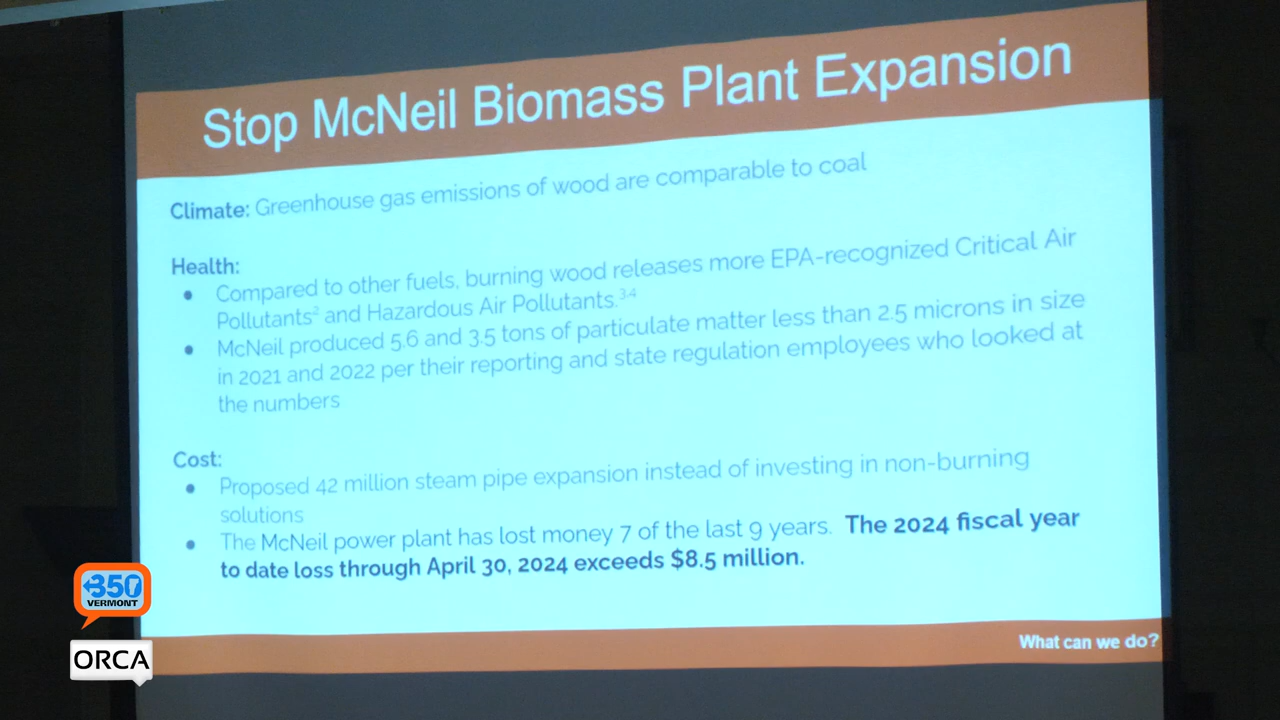 Stop McNeil Biomass Plant Expansion
Climate: Greenhouse gas emissions of wood are comparable to coal
Health:
● Compared to other fuels, burning wood releases more EPA-recognized Critical Air
Pollutants² and Hazardous Air Pollutants.³⁴
● McNeil produced 5.6 and 3.5 tons of particulate matter less than 2.5 microns in size
in 2021 and 2022 per their reporting and state regulation employees who looked at
the numbers
Cost:
● Proposed 42 million steam pipe expansion instead of investing in non-burning
solutions
● The McNeil power plant has lost money 7 of the last 9 years. The 2024 fiscal year
to date loss through April 30, 2024 exceeds $8.5 million.
What can we do?
350
VERMONT
ORCA